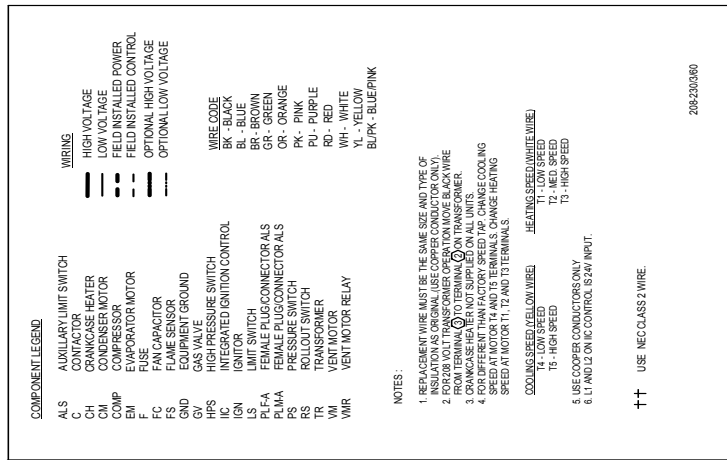 COMPONENT LEGEND
ALS AUXILLARY LIMIT SWITCH
C CONTACTOR
CH CRANKCASE HEATER
CM CONDENSER MOTOR
COMP COMPRESSOR
EM EVAPORATOR MOTOR
F FUSE
FC FAN CAPACITOR
FS FLAME SENSOR
GND EQUIPMENT GROUND
GV GAS VALVE
HPS HIGH PRESSURE SWITCH
IIC INTEGRATED IGNITION CONTROL
IGN IGNITOR
LS LIMIT SWITCH
PLF-A FEMALE PLUG/CONNECTOR ALS
PLM-A FEMALE PLUG/CONNECTOR ALS
PS PRESSURE SWITCH
RS ROLLOUT SWITCH
TR TRANSFORMER
VM VENT MOTOR
VMR VENT MOTOR RELAY
WIRING
HIGH VOLTAGE
LOW VOLTAGE
FIELD INSTALLED POWER
FIELD INSTALLED CONTROL
OPTIONAL HIGH VOLTAGE
OPTIONAL LOW VOLTAGE
WIRE CODE
BK - BLACK
BL - BLUE
BR - BROWN
GR - GREEN
OR - ORANGE
PK - PINK
PU - PURPLE
RD - RED
WH - WHITE
YL - YELLOW
BL/PK - BLUE/PINK
NOTES :
1. REPLACEMENT WIRE MUST BE THE SAME SIZE AND TYPE OF
INSULATION AS ORIGINAL.(USE COPPER CONDUCTOR ONLY).
2. FOR 208 VOLT TRANSFORMER OPERATION MOVE BLACK WIRE
FROM TERMINAL 3 TO TERMINAL 2 ON TRANSFORMER.
3. CRANKCASE HEATER NOT SUPPLIED ON ALL UNITS.
4. FOR DIFFERENT THAN FACTORY SPEED TAP. CHANGE COOLING
SPEED AT MOTOR T4 AND T5 TERMINALS. CHANGE HEATING
SPEED AT MOTOR T1, T2 AND T3 TERMINALS.
COOLING SPEED (YELLOW WIRE)
T4 - LOW SPEED
T5 - HIGH SPEED
HEATING SPEED (WHITE WIRE)
T1 - LOW SPEED
T2 - MED. SPEED
T3 - HIGH SPEED
5. USE COOPER CONDUCTORS ONLY
6. L1 AND L2 ON IIC CONTROL IS 24V INPUT.
†† USE NEC CLASS 2 WIRE.
208-230/3/60